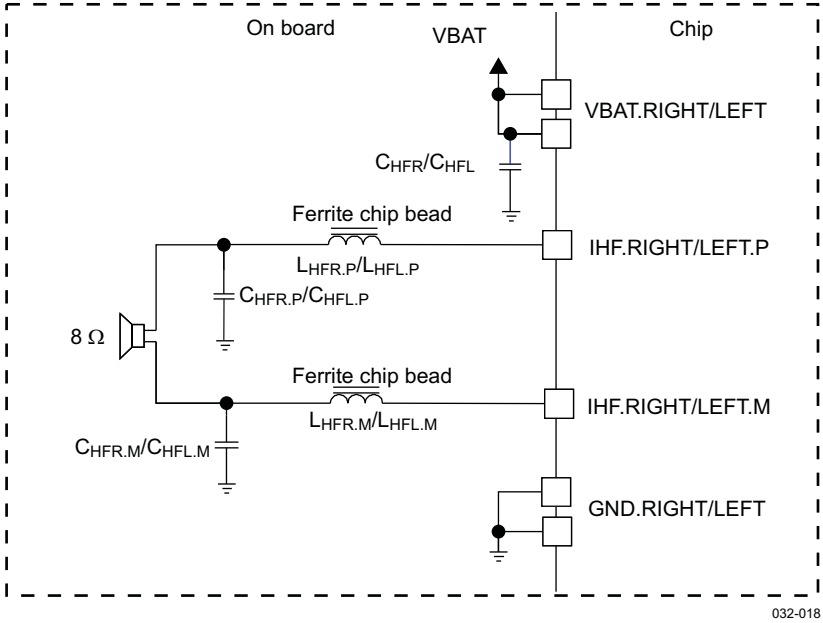 On board
VBAT
Chip
VBAT.RIGHT/LEFT
CHFR/CHFL
Ferrite chip bead
IHF.RIGHT/LEFT.P
LHFR.P/LHFL.P
CHFR.P/CHFL.P
8 Ω
Ferrite chip bead
IHF.RIGHT/LEFT.M
LHFR.M/LHFL.M
CHFR.M/CHFL.M
GND.RIGHT/LEFT
032-018